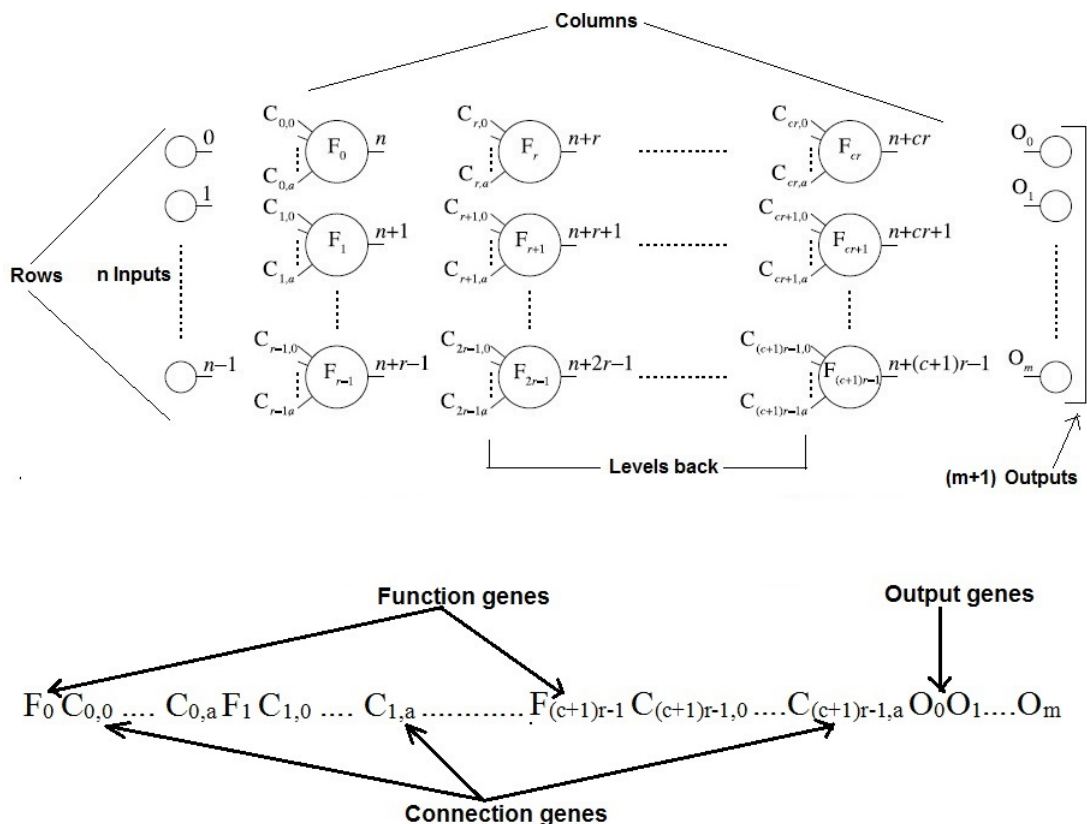 Columns
0 C0,0 F0 n Cr,0 Fr n+r Ccr,0 Fcr n+cr O0
C0,a Cr,a Ccr,a
1 C1,0 F1 n+1 Cr+1,0 Fr+1 n+r+1 Ccr+1,0 Fcr+1 n+cr+1 O1
Rows n Inputs C1,a Cr+1,a Ccr+1,a
n−1 Cr−1,0 Fr−1 n+r−1 C2r−1,0 F2r−1 n+2r−1 C(c+1)r−1,0 F(c+1)r−1 n+(c+1)r−1 Om
Cr−1a C2r−1a C(c+1)r−1a
Levels back
(m+1) Outputs
Function genes Output genes
F0 C0,0 .... C0,a F1 C1,0 .... C1,a ............. F(c+1)r-1 C(c+1)r-1,0 ....C(c+1)r-1,a O0O1....Om
Connection genes